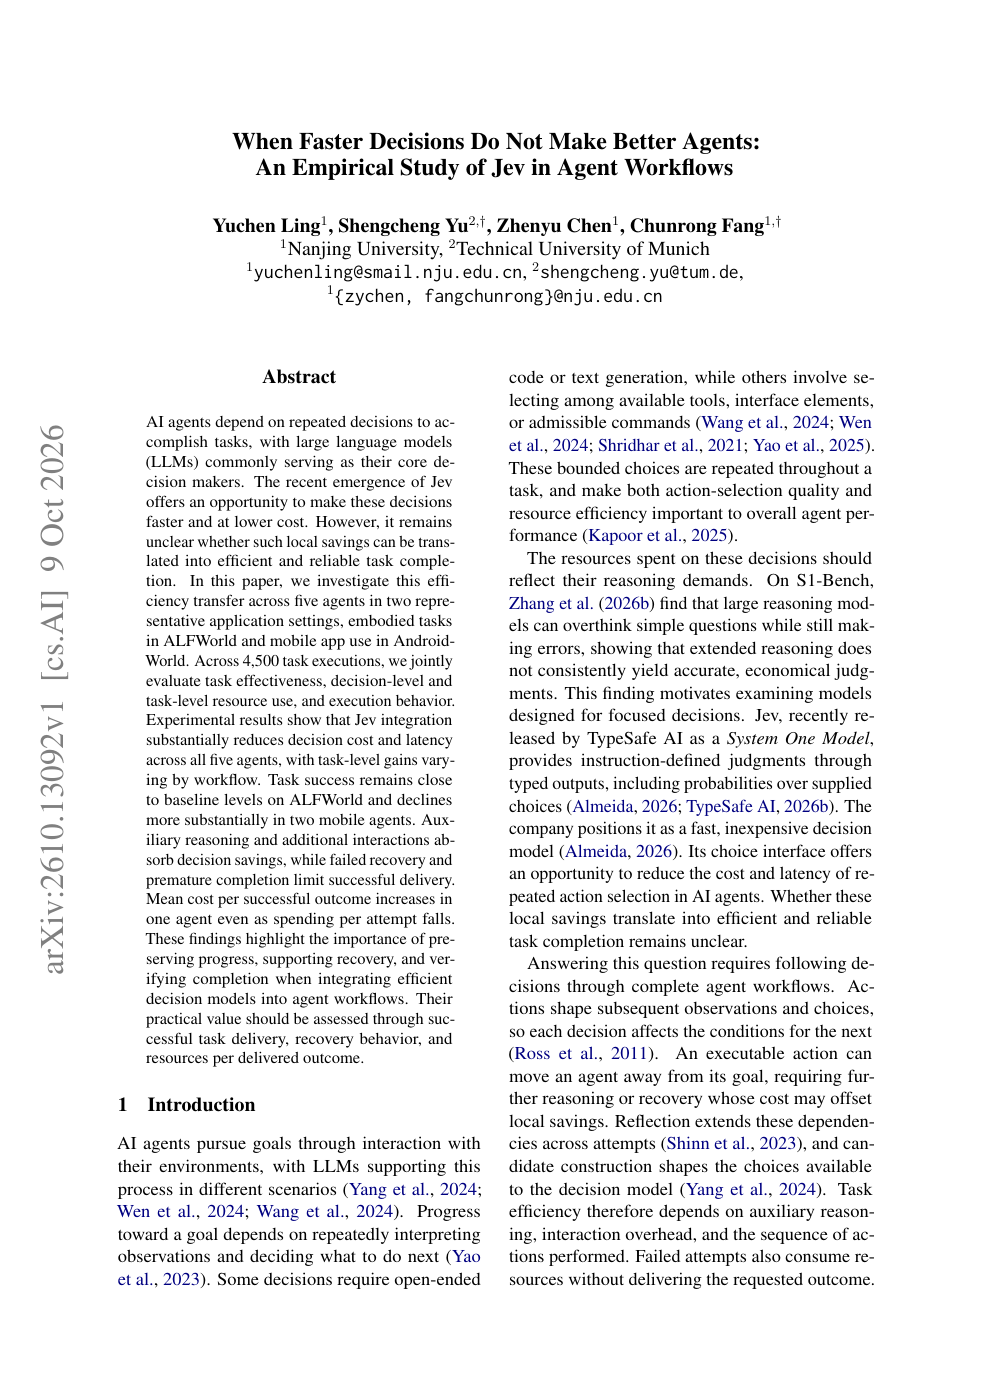 When Faster Decisions Do Not Make Better Agents:
An Empirical Study of Jev in Agent Workflows
Yuchen Ling1, Shengcheng Yu2,†, Zhenyu Chen1, Chunrong Fang1,†
1Nanjing University, 2Technical University of Munich
1yuchenling@smail.nju.edu.cn, 2shengcheng.yu@tum.de,
1{zychen, fangchunrong}@nju.edu.cn
arXiv:2610.13092v1 [cs.AI] 9 Oct 2026
Abstract
AI agents depend on repeated decisions to ac-
complish tasks, with large language models
(LLMs) commonly serving as their core de-
cision makers. The recent emergence of Jev
offers an opportunity to make these decisions
faster and at lower cost. However, it remains
unclear whether such local savings can be trans-
lated into efficient and reliable task comple-
tion. In this paper, we investigate this effi-
ciency transfer across five agents in two repre-
sentative application settings, embodied tasks
in ALFWorld and mobile app use in Android-
World. Across 4,500 task executions, we jointly
evaluate task effectiveness, decision-level and
task-level resource use, and execution behavior.
Experimental results show that Jev integration
substantially reduces decision cost and latency
across all five agents, with task-level gains vary-
ing by workflow. Task success remains close
to baseline levels on ALFWorld and declines
more substantially in two mobile agents. Aux-
iliary reasoning and additional interactions ab-
sorb decision savings, while failed recovery and
premature completion limit successful delivery.
Mean cost per successful outcome increases in
one agent even as spending per attempt falls.
These findings highlight the importance of pre-
serving progress, supporting recovery, and ver-
ifying completion when integrating efficient
decision models into agent workflows. Their
practical value should be assessed through suc-
cessful task delivery, recovery behavior, and
resources per delivered outcome.
1 Introduction
AI agents pursue goals through interaction with
their environments, with LLMs supporting this
process in different scenarios (Yang et al., 2024;
Wen et al., 2024; Wang et al., 2024). Progress
toward a goal depends on repeatedly interpreting
observations and deciding what to do next (Yao
et al., 2023). Some decisions require open-ended
code or text generation, while others involve se-
lecting among available tools, interface elements,
or admissible commands (Wang et al., 2024; Wen
et al., 2024; Shridhar et al., 2021; Yao et al., 2025).
These bounded choices are repeated throughout a
task, and make both action-selection quality and
resource efficiency important to overall agent per-
formance (Kapoor et al., 2025).
The resources spent on these decisions should
reflect their reasoning demands. On S1-Bench,
Zhang et al. (2026b) find that large reasoning mod-
els can overthink simple questions while still mak-
ing errors, showing that extended reasoning does
not consistently yield accurate, economical judg-
ments. This finding motivates examining models
designed for focused decisions. Jev, recently re-
leased by TypeSafe AI as a System One Model,
provides instruction-defined judgments through
typed outputs, including probabilities over supplied
choices (Almeida, 2026; TypeSafe AI, 2026b). The
company positions it as a fast, inexpensive decision
model (Almeida, 2026). Its choice interface offers
an opportunity to reduce the cost and latency of re-
peated action selection in AI agents. Whether these
local savings translate into efficient and reliable
task completion remains unclear.
Answering this question requires following de-
cisions through complete agent workflows. Ac-
tions shape subsequent observations and choices,
so each decision affects the conditions for the next
(Ross et al., 2011). An executable action can
move an agent away from its goal, requiring fur-
ther reasoning or recovery whose cost may offset
local savings. Reflection extends these dependen-
cies across attempts (Shinn et al., 2023), and can-
didate construction shapes the choices available
to the decision model (Yang et al., 2024). Task
efficiency therefore depends on auxiliary reason-
ing, interaction overhead, and the sequence of ac-
tions performed. Failed attempts also consume re-
sources without delivering the requested outcome.